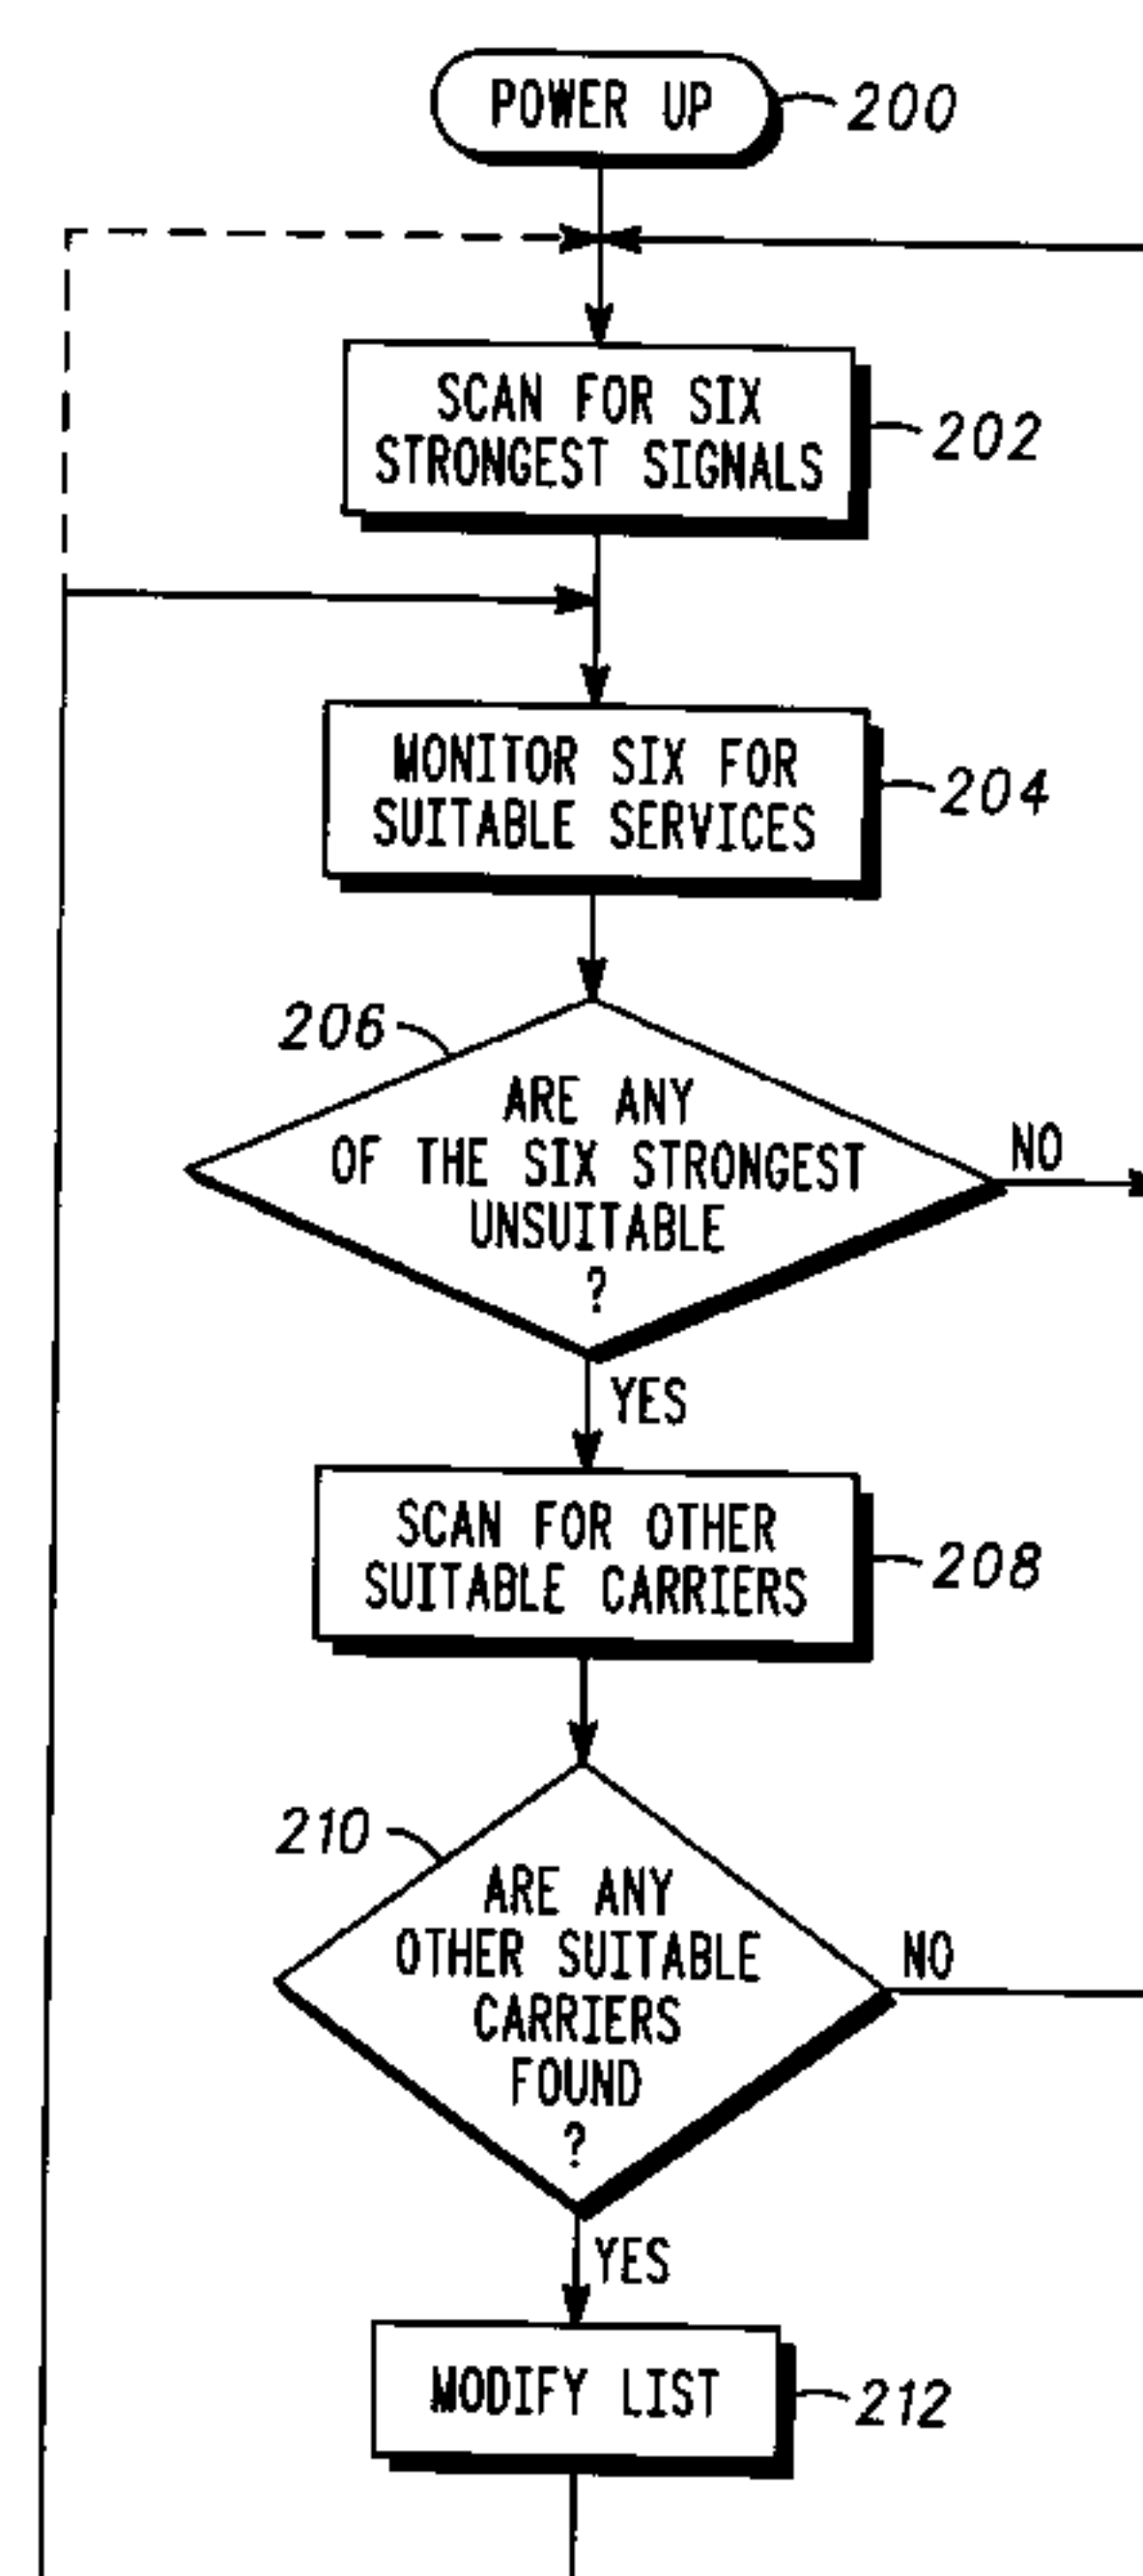 POWER UP
200
SCAN FOR SIX
STRONGEST SIGNALS
202
MONITOR SIX FOR
SUITABLE SERVICES
204
206
ARE ANY
OF THE SIX STRONGEST
UNSUITABLE
?
NO
YES
SCAN FOR OTHER
SUITABLE CARRIERS
208
210
ARE ANY
OTHER SUITABLE
CARRIERS
FOUND
?
NO
YES
MODIFY LIST
212